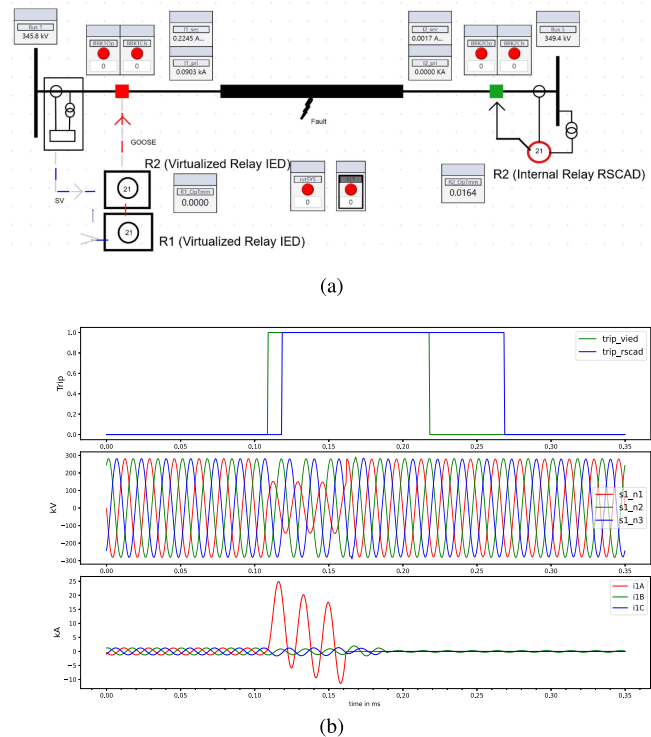 Bus 1
345.8 kV
BRK1Op
0
BRK1Cls
0
I1_sec
0.2245 A...
I1_pri
0.0903 kA
I2_sec
0.0017 A...
I2_pri
0.0000 KA
BRK2Op
0
BRK2Cls
0
Bus 5
349.4 kV
Fault
GOOSE
SV
R2 (Virtualized Relay IED)
21
R1_OpTmm
0.0000
rstSYS
0
0
R2_OpTmm
0.0164
21
R2 (Internal Relay RSCAD)
21
R1 (Virtualized Relay IED)
(a)
Trip
1.0
0.8
0.6
0.4
0.2
0.0
trip_vied
trip_rscad
0.00 0.05 0.10 0.15 0.20 0.25 0.30 0.35
kV
300
200
100
0
−100
−200
−300
s1_n1
s1_n2
s1_n3
0.00 0.05 0.10 0.15 0.20 0.25 0.30 0.35
kA
25
20
15
10
5
0
−5
−10
i1A
i1B
i1C
0.00 0.05 0.10 0.15 0.20 0.25 0.30 0.35
time in ms
(b)